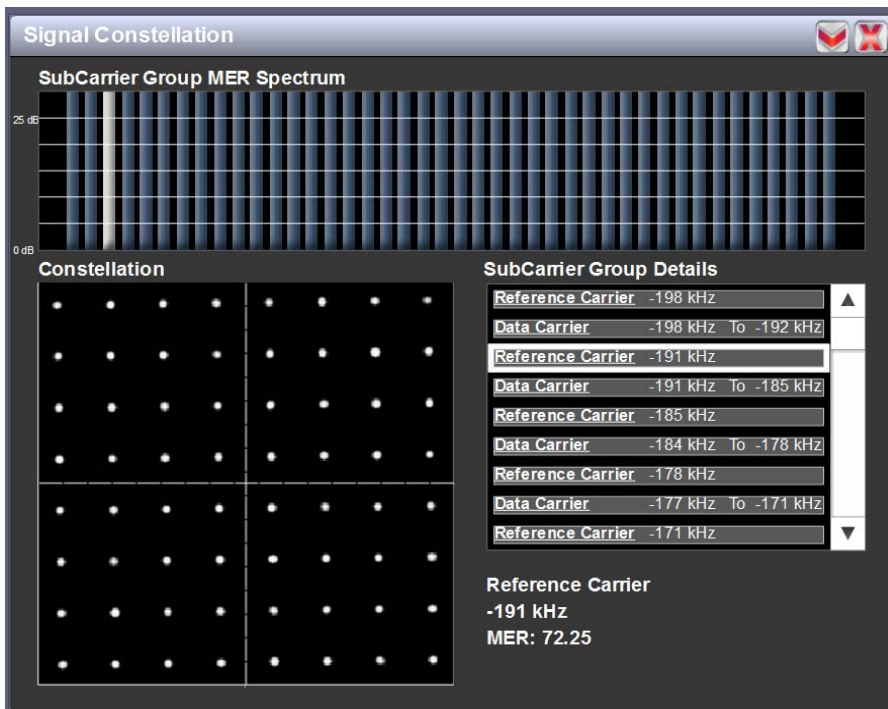 Signal Constellation
SubCarrier Group MER Spectrum
25 dB
0 dB
Constellation
SubCarrier Group Details
Reference Carrier -198 kHz
Data Carrier -198 kHz To -192 kHz
Reference Carrier -191 kHz
Data Carrier -191 kHz To -185 kHz
Reference Carrier -185 kHz
Data Carrier -184 kHz To -178 kHz
Reference Carrier -178 kHz
Data Carrier -177 kHz To -171 kHz
Reference Carrier -171 kHz
Reference Carrier
-191 kHz
MER: 72.25